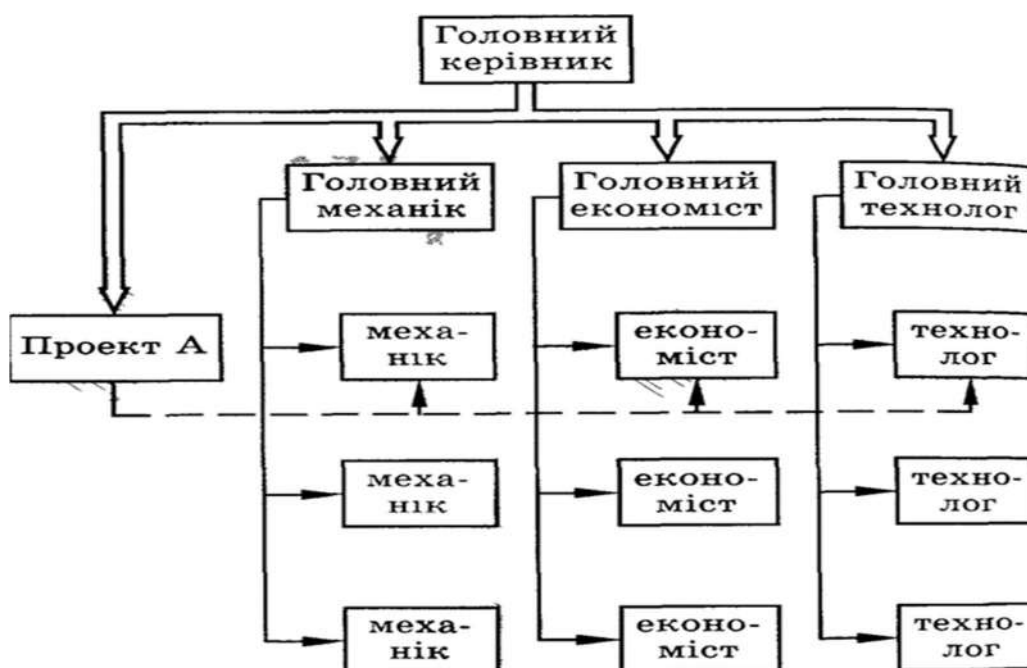 Головний
керівник
Головний
механік
Головний
економіст
Головний
технолог
Проект А
меха-
нік
еконо-
міст
техно-
лог
меха-
нік
еконо-
міст
техно-
лог
меха-
нік
еконо-
міст
техно-
лог